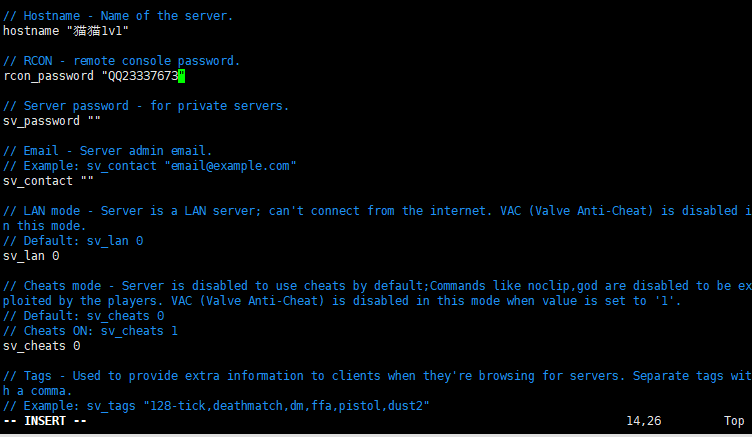 // Hostname - Name of the server.
hostname "猫猫lvl"
// RCON - remote console password.
rcon_password "QQ23337673"
// Server password - for private servers.
sv_password ""
// Email - Server admin email.
// Example: sv_contact "email@example.com"
sv_contact ""
// LAN mode - Server is a LAN server; can't connect from the internet. VAC (Valve Anti-Cheat) is disabled i
n this mode.
// Default: sv_lan 0
sv_lan 0
// Cheats mode - Server is disabled to use cheats by default;Commands like noclip,god are disabled to be ex
ploited by the players. VAC (Valve Anti-Cheat) is disabled in this mode when value is set to '1'.
// Default: sv_cheats 0
// Cheats ON: sv_cheats 1
sv_cheats 0
// Tags - Used to provide extra information to clients when they're browsing for servers. Separate tags wit
h a comma.
// Example: sv_tags "128-tick,deathmatch,dm,ffa,pistol,dust2"
-- INSERT -- 14,26 Top